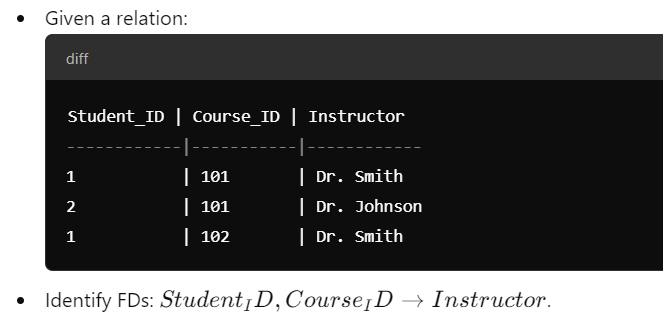 • Given a relation:
diff
Student_ID | Course_ID | Instructor
------------|-----------|------------
1 | 101 | Dr. Smith
2 | 101 | Dr. Johnson
1 | 102 | Dr. Smith
• Identify FDs: Student_ID, Course_ID → Instructor.